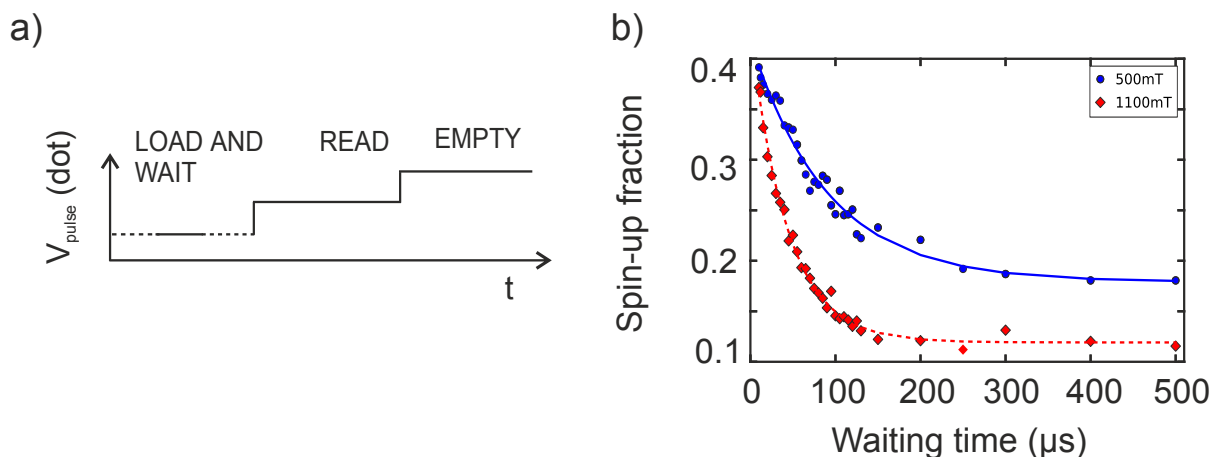 a)
LOAD AND
WAIT
READ
EMPTY
Vpulse (dot)
t
b)
Spin-up fraction
0.4
0.3
0.2
0.1
500mT
1100mT
0 100 200 300 400 500
Waiting time (µs)